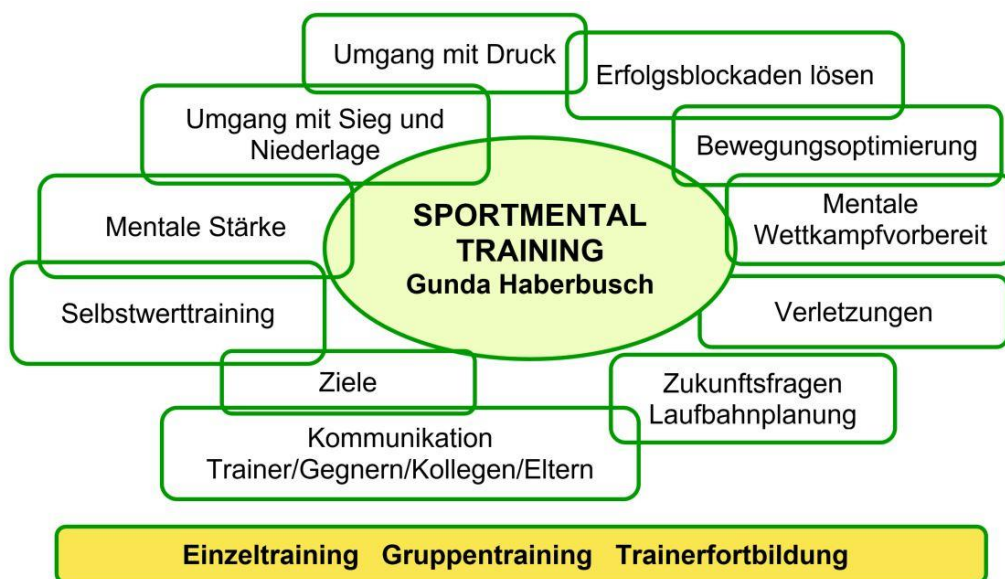 Umgang mit Druck
Erfolgsblockaden lösen
Umgang mit Sieg und
Niederlage
Bewegungsoptimierung
Mentale Stärke
SPORTMENTAL
TRAINING
Gunda Haberbusch
Mentale
Wettkampfvorbereit
Selbstwerttraining
Verletzungen
Ziele
Zukunftsfragen
Laufbahnplanung
Kommunikation
Trainer/Gegnern/Kollegen/Eltern
Einzeltraining Gruppentraining Trainerfortbildung